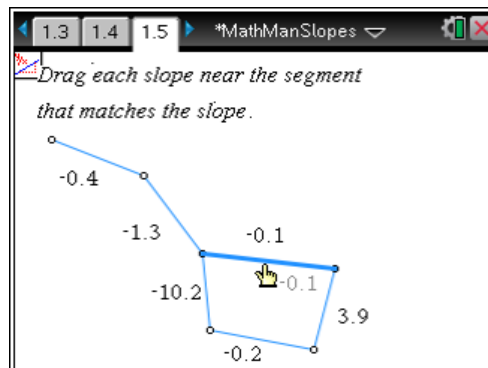 1.3 1.4 1.5 *MathManSlopes
Drag each slope near the segment
that matches the slope.
-0.4
-1.3
-0.1
-10.2
-0.1
3.9
-0.2